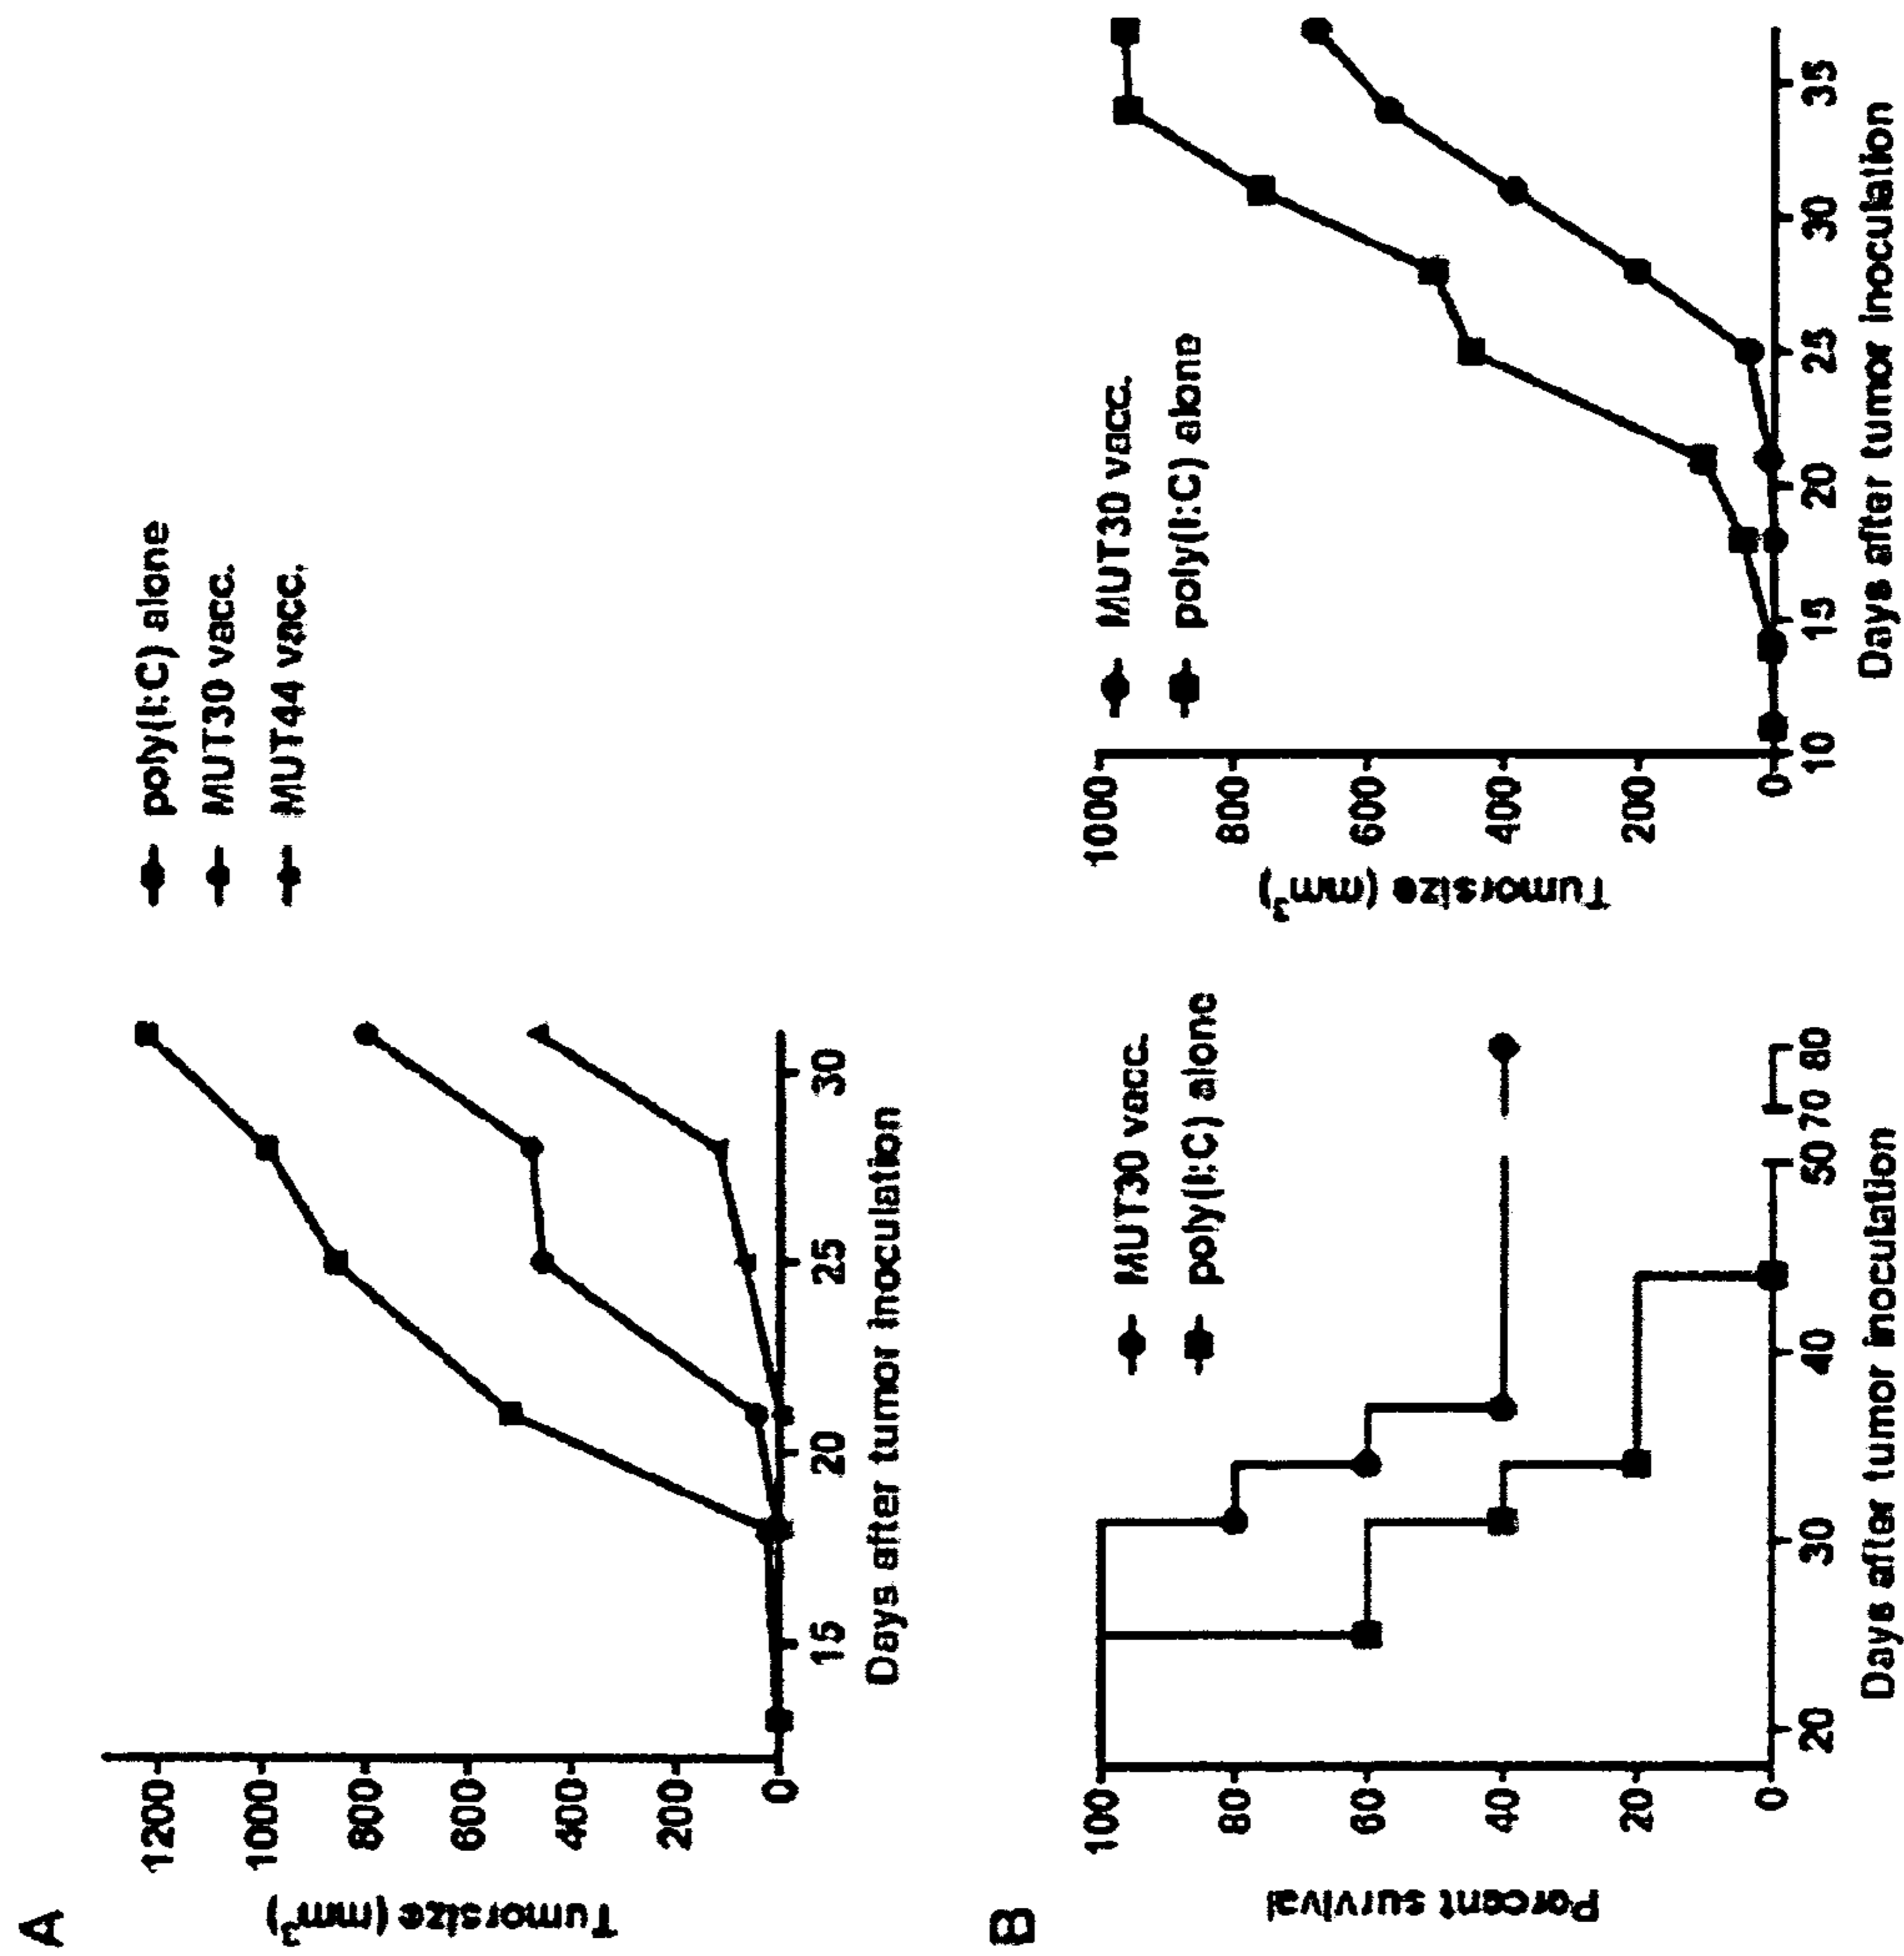 A
Tumorsize (mm3)
1200
1000
800
600
400
200
0
15
20
25
30
Days after tumor inoculation
poly(I:C) alone
MUT30 vacc.
MUT44 vacc.
B
Percent survival
100
80
60
40
20
0
20
30
40
50
70
80
Days after tumor inoculation
MUT30 vacc.
poly(I:C) alone
Tumorsize (mm3)
1000
800
600
400
200
0
10
15
20
25
30
35
Days after tumor inoculation
MUT30 vacc.
poly(I:C) alone